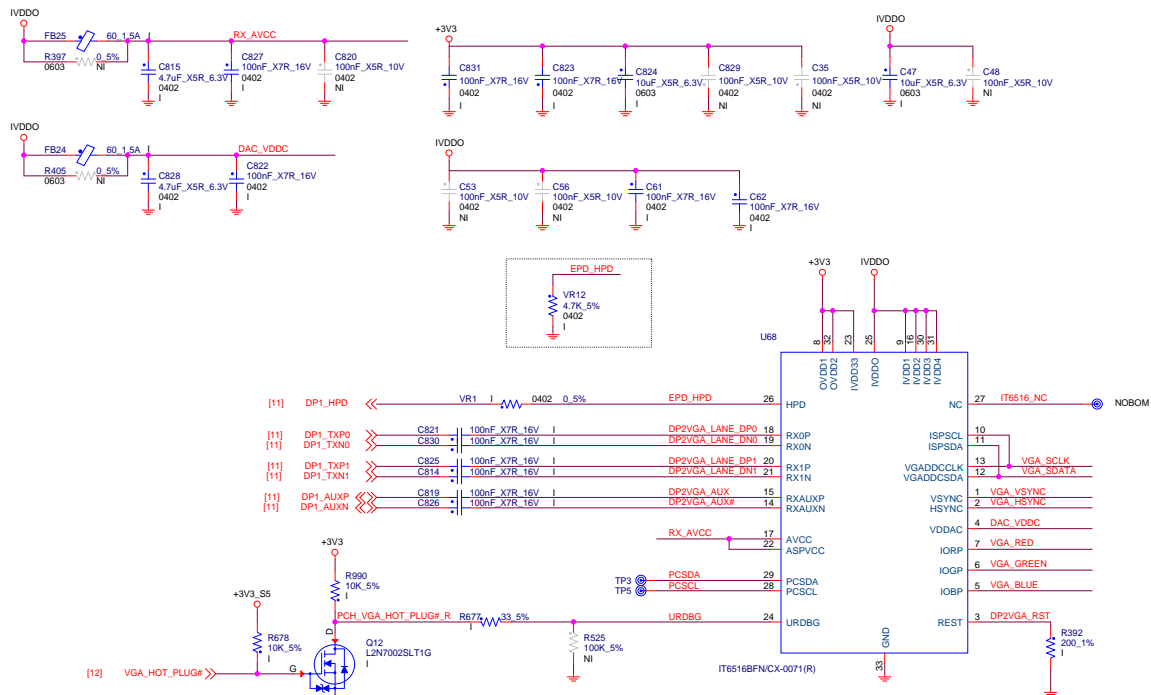 IVDDO
FB25 60_1,5A I RX_AVCC
R397 0_5%
0603 NI
C815
4.7uF_X5R_6.3V
0402
I
C827
100nF_X7R_16V
0402
I
C820
100nF_X5R_10V
0402
NI
+3V3
C831
100nF_X7R_16V
0402
I
C823
100nF_X7R_16V
0402
I
C824
10uF_X5R_6.3V
0603
I
C829
100nF_X5R_10V
0402
NI
C35
100nF_X5R_10V
0402
NI
IVDDO
C47
10uF_X5R_6.3V
0603
I
C48
100nF_X5R_10V
0402
NI
IVDDO
FB24 60_1,5A I DAC_VDDC
R405 0_5%
0603 NI
C828
4.7uF_X5R_6.3V
0402
I
C822
100nF_X7R_16V
0402
I
IVDDO
C53
100nF_X5R_10V
0402
NI
C56
100nF_X5R_10V
0402
NI
C61
100nF_X7R_16V
0402
I
C62
100nF_X7R_16V
0402
I
EPD_HPD
VR12
4.7K_5%
0402
I
+3V3 IVDDO
U68
8 32 23 25 9 16 30 31
OVDD1 OVDD2 IVDD33 IVDDO IVDD1 IVDD2 IVDD3 IVDD4
[11] DP1_HPD VR1 I 0402 0_5% EPD_HPD 26 HPD
NC 27 IT6516_NC NOBOM
[11] DP1_TXP0 C821 100nF_X7R_16V I DP2VGA_LANE_DP0 18 RX0P
[11] DP1_TXN0 C830 100nF_X7R_16V I DP2VGA_LANE_DN0 19 RX0N
ISPSCL 10
ISPSDA 11
[11] DP1_TXP1 C825 100nF_X7R_16V I DP2VGA_LANE_DP1 20 RX1P
[11] DP1_TXN1 C814 100nF_X7R_16V I DP2VGA_LANE_DN1 21 RX1N
VGADDCCLK 13 VGA_SCLK
VGADDCSDA 12 VGA_SDATA
[11] DP1_AUXP C819 100nF_X7R_16V I DP2VGA_AUX 15 RXAUXP
[11] DP1_AUXN C826 100nF_X7R_16V I DP2VGA_AUX# 14 RXAUXN
VSYNC 1 VGA_VSYNC
HSYNC 2 VGA_HSYNC
VDDAC 4 DAC_VDDC
RX_AVCC 17 AVCC
22 ASPVCC
IORP 7 VGA_RED
IOGP 6 VGA_GREEN
TP3 PCSDA 29 PCSDA
TP5 PCSCL 28 PCSCL
IOBP 5 VGA_BLUE
+3V3
R990
10K_5%
I
+3V3_S5
PCH_VGA_HOT_PLUG#_R R677 33_5% I URDBG 24 URDBG
REST 3 DP2VGA_RST
R678
10K_5%
I
D
Q12
L2N7002SLT1G
I
G
R525
100K_5%
NI
GND
33
R392
200_1%
I
IT6516BFN/CX-0071(R)
[12] VGA_HOT_PLUG#